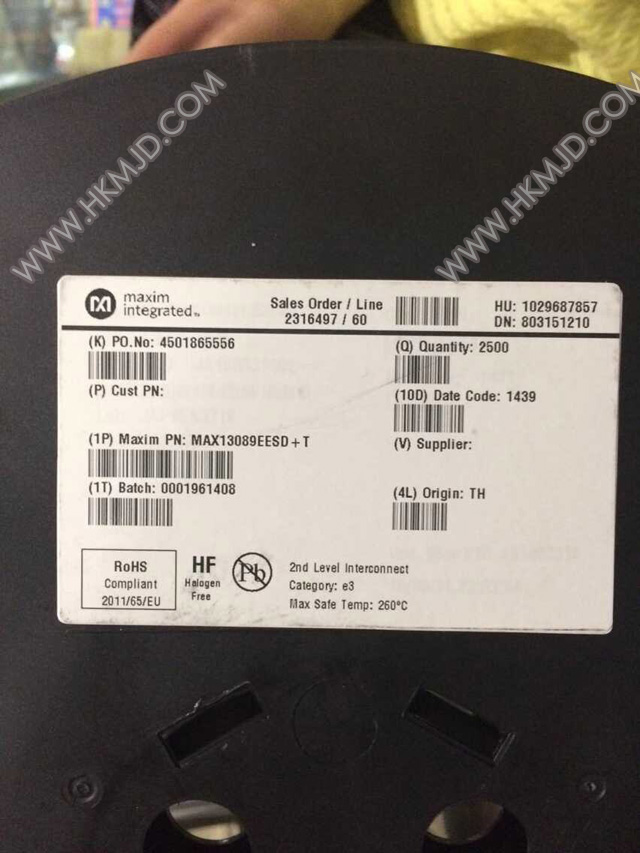 WWW.HKMJD.COM
WWW.HKMJD.COM
maxim
integrated™
Sales Order / Line
2316497 / 60
HU: 1029687857
DN: 803151210
(K) PO.No: 4501865556
(Q) Quantity: 2500
(P) Cust PN:
(10D) Date Code: 1439
(1P) Maxim PN: MAX13089EESD+T
(V) Supplier:
(1T) Batch: 0001961408
(4L) Origin: TH
RoHS
Compliant
2011/65/EU
HF
Halogen
Free
Pb
2nd Level Interconnect
Category: e3
Max Safe Temp: 260°C